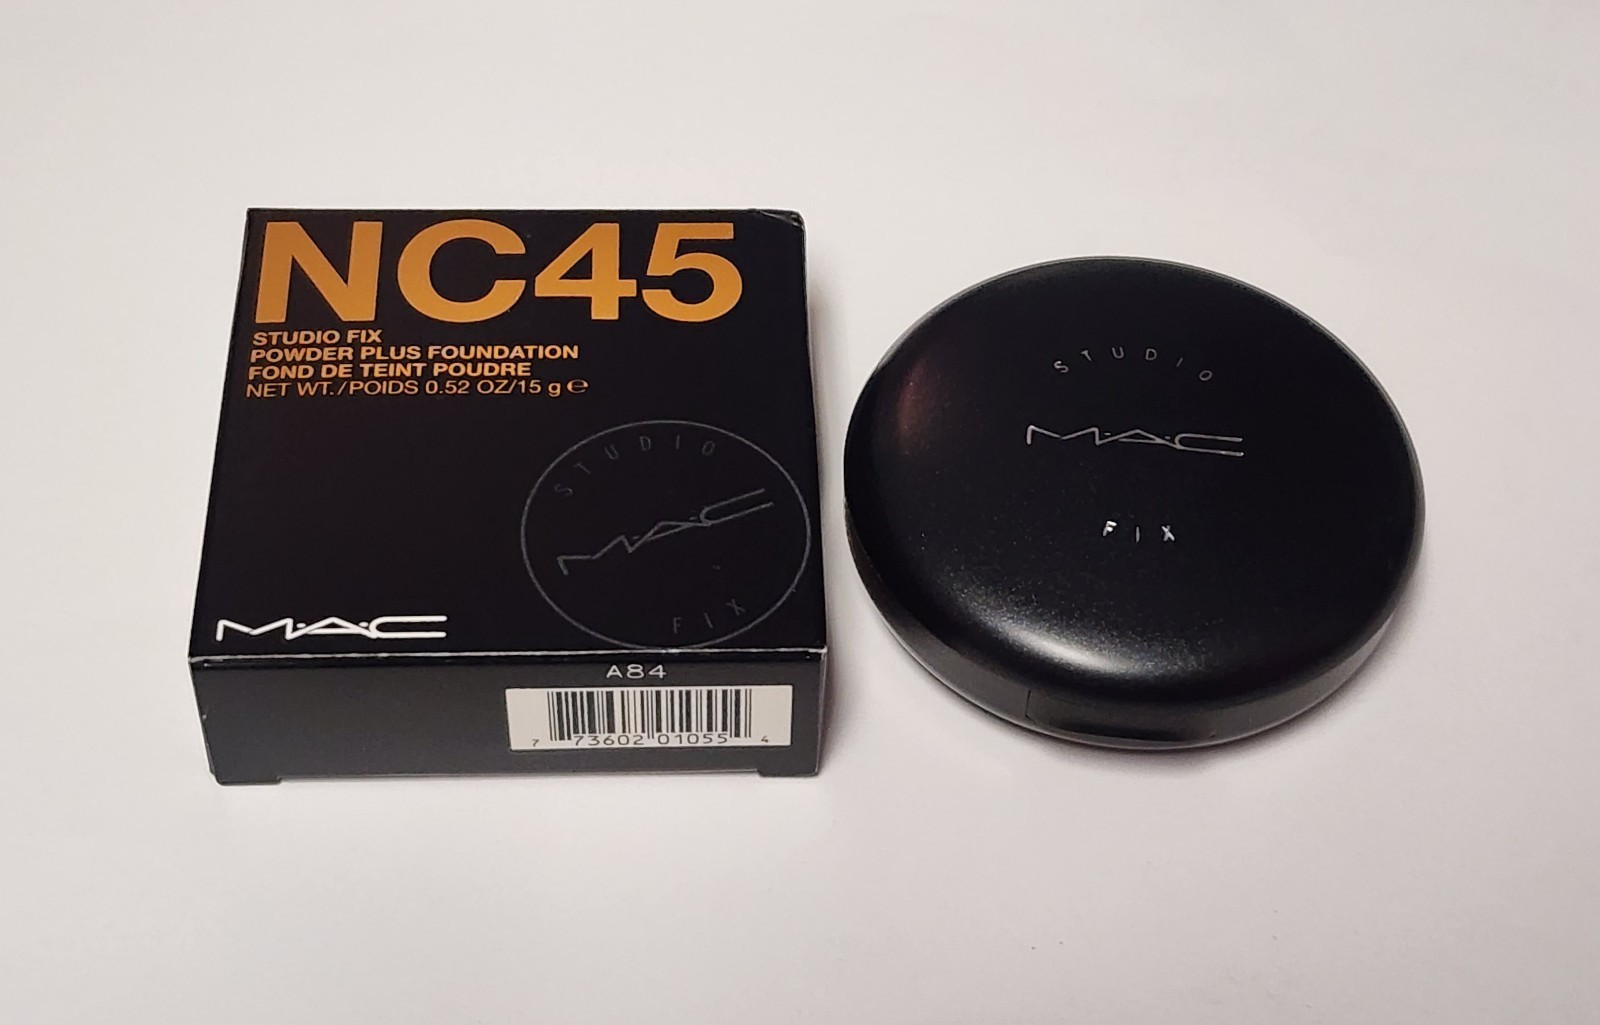 NC45
STUDIO FIX
POWDER PLUS FOUNDATION
FOND DE TEINT POUDRE
NET WT./POIDS 0.52 OZ/15 g ℮
STUDIO
M·A·C
FIX
M·A·C
A84
7 73602 01055 4
STUDIO
M·A·C
FIX